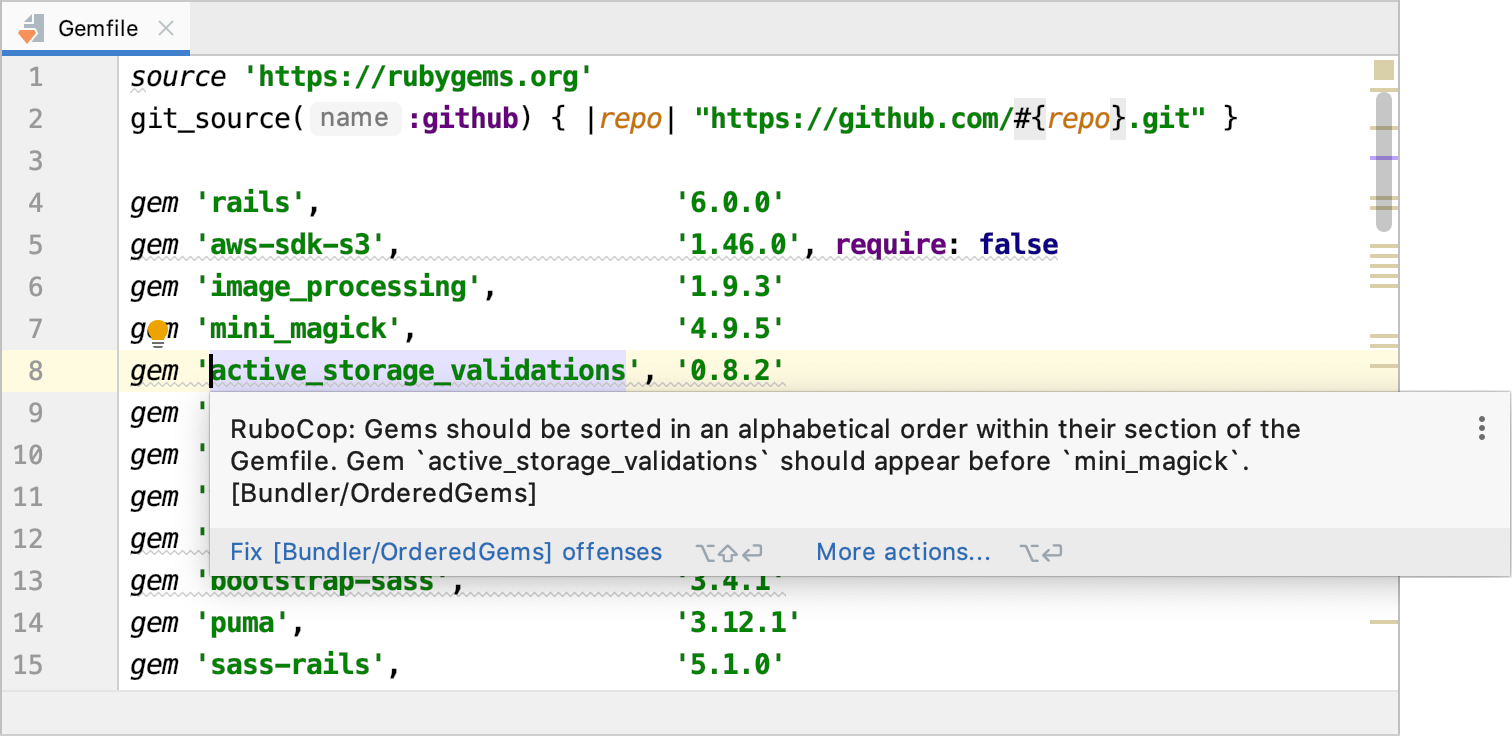 Gemfile
1 source 'https://rubygems.org'
2 git_source( name :github) { |repo| "https://github.com/#{repo}.git" }
3
4 gem 'rails', '6.0.0'
5 gem 'aws-sdk-s3', '1.46.0', require: false
6 gem 'image_processing', '1.9.3'
7 gem 'mini_magick', '4.9.5'
8 gem 'active_storage_validations', '0.8.2'
9 gem '
RuboCop: Gems should be sorted in an alphabetical order within their section of the
10 gem '
Gemfile. Gem `active_storage_validations` should appear before `mini_magick`.
11 gem '
[Bundler/OrderedGems]
12 gem '
Fix [Bundler/OrderedGems] offenses ⌥⇧⏎ More actions... ⌥⏎
13 gem 'bootstrap-sass', '3.4.1'
14 gem 'puma', '3.12.1'
15 gem 'sass-rails', '5.1.0'